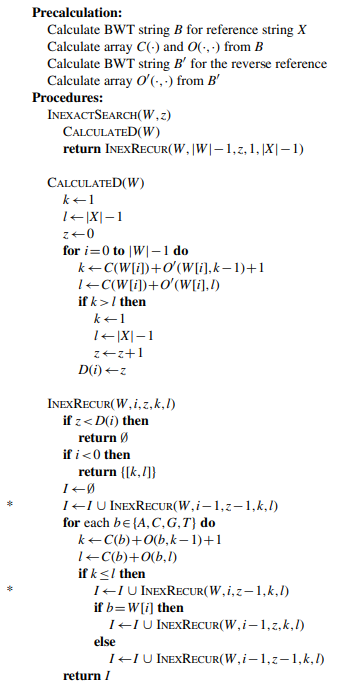 Precalculation:
Calculate BWT string B for reference string X
Calculate array C(·) and O(·,·) from B
Calculate BWT string B′ for the reverse reference
Calculate array O′(·,·) from B′
Procedures:
INEXACTSEARCH(W,z)
CALCULATED(W)
return INEXRECUR(W,|W|−1,z,1,|X|−1)
CALCULATED(W)
k←1
l←|X|−1
z←0
for i=0 to |W|−1 do
k←C(W[i])+O′(W[i],k−1)+1
l←C(W[i])+O′(W[i],l)
if k>l then
k←1
l←|X|−1
z←z+1
D(i)←z
INEXRECUR(W,i,z,k,l)
if z<D(i) then
return ∅
if i<0 then
return {[k,l]}
I←∅
* I←I ∪ INEXRECUR(W,i−1,z−1,k,l)
for each b∈{A,C,G,T} do
k←C(b)+O(b,k−1)+1
l←C(b)+O(b,l)
if k≤l then
* I←I ∪ INEXRECUR(W,i,z−1,k,l)
if b=W[i] then
I←I ∪ INEXRECUR(W,i−1,z,k,l)
else
I←I ∪ INEXRECUR(W,i−1,z−1,k,l)
return I